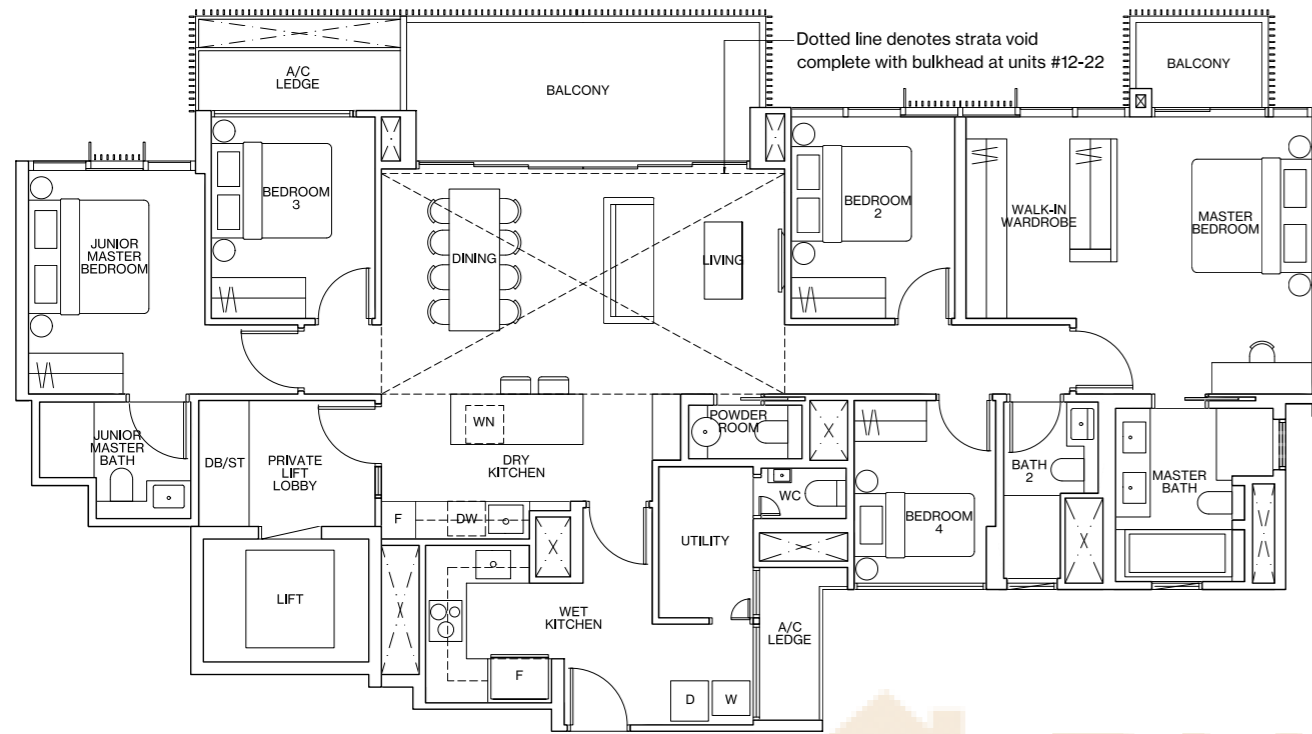 Dotted line denotes strata void
complete with bulkhead at units #12-22
A/C
LEDGE
BALCONY
BALCONY
BEDROOM
3
BEDROOM
2
JUNIOR
MASTER
BEDROOM
DINING
LIVING
WALK-IN
WARDROBE
MASTER
BEDROOM
WN
POWDER
ROOM
JUNIOR
MASTER
BATH
DB/ST
PRIVATE
LIFT
LOBBY
DRY
KITCHEN
WC
BATH
2
MASTER
BATH
F
DW
UTILITY
BEDROOM
4
LIFT
WET
KITCHEN
A/C
LEDGE
F
D
W